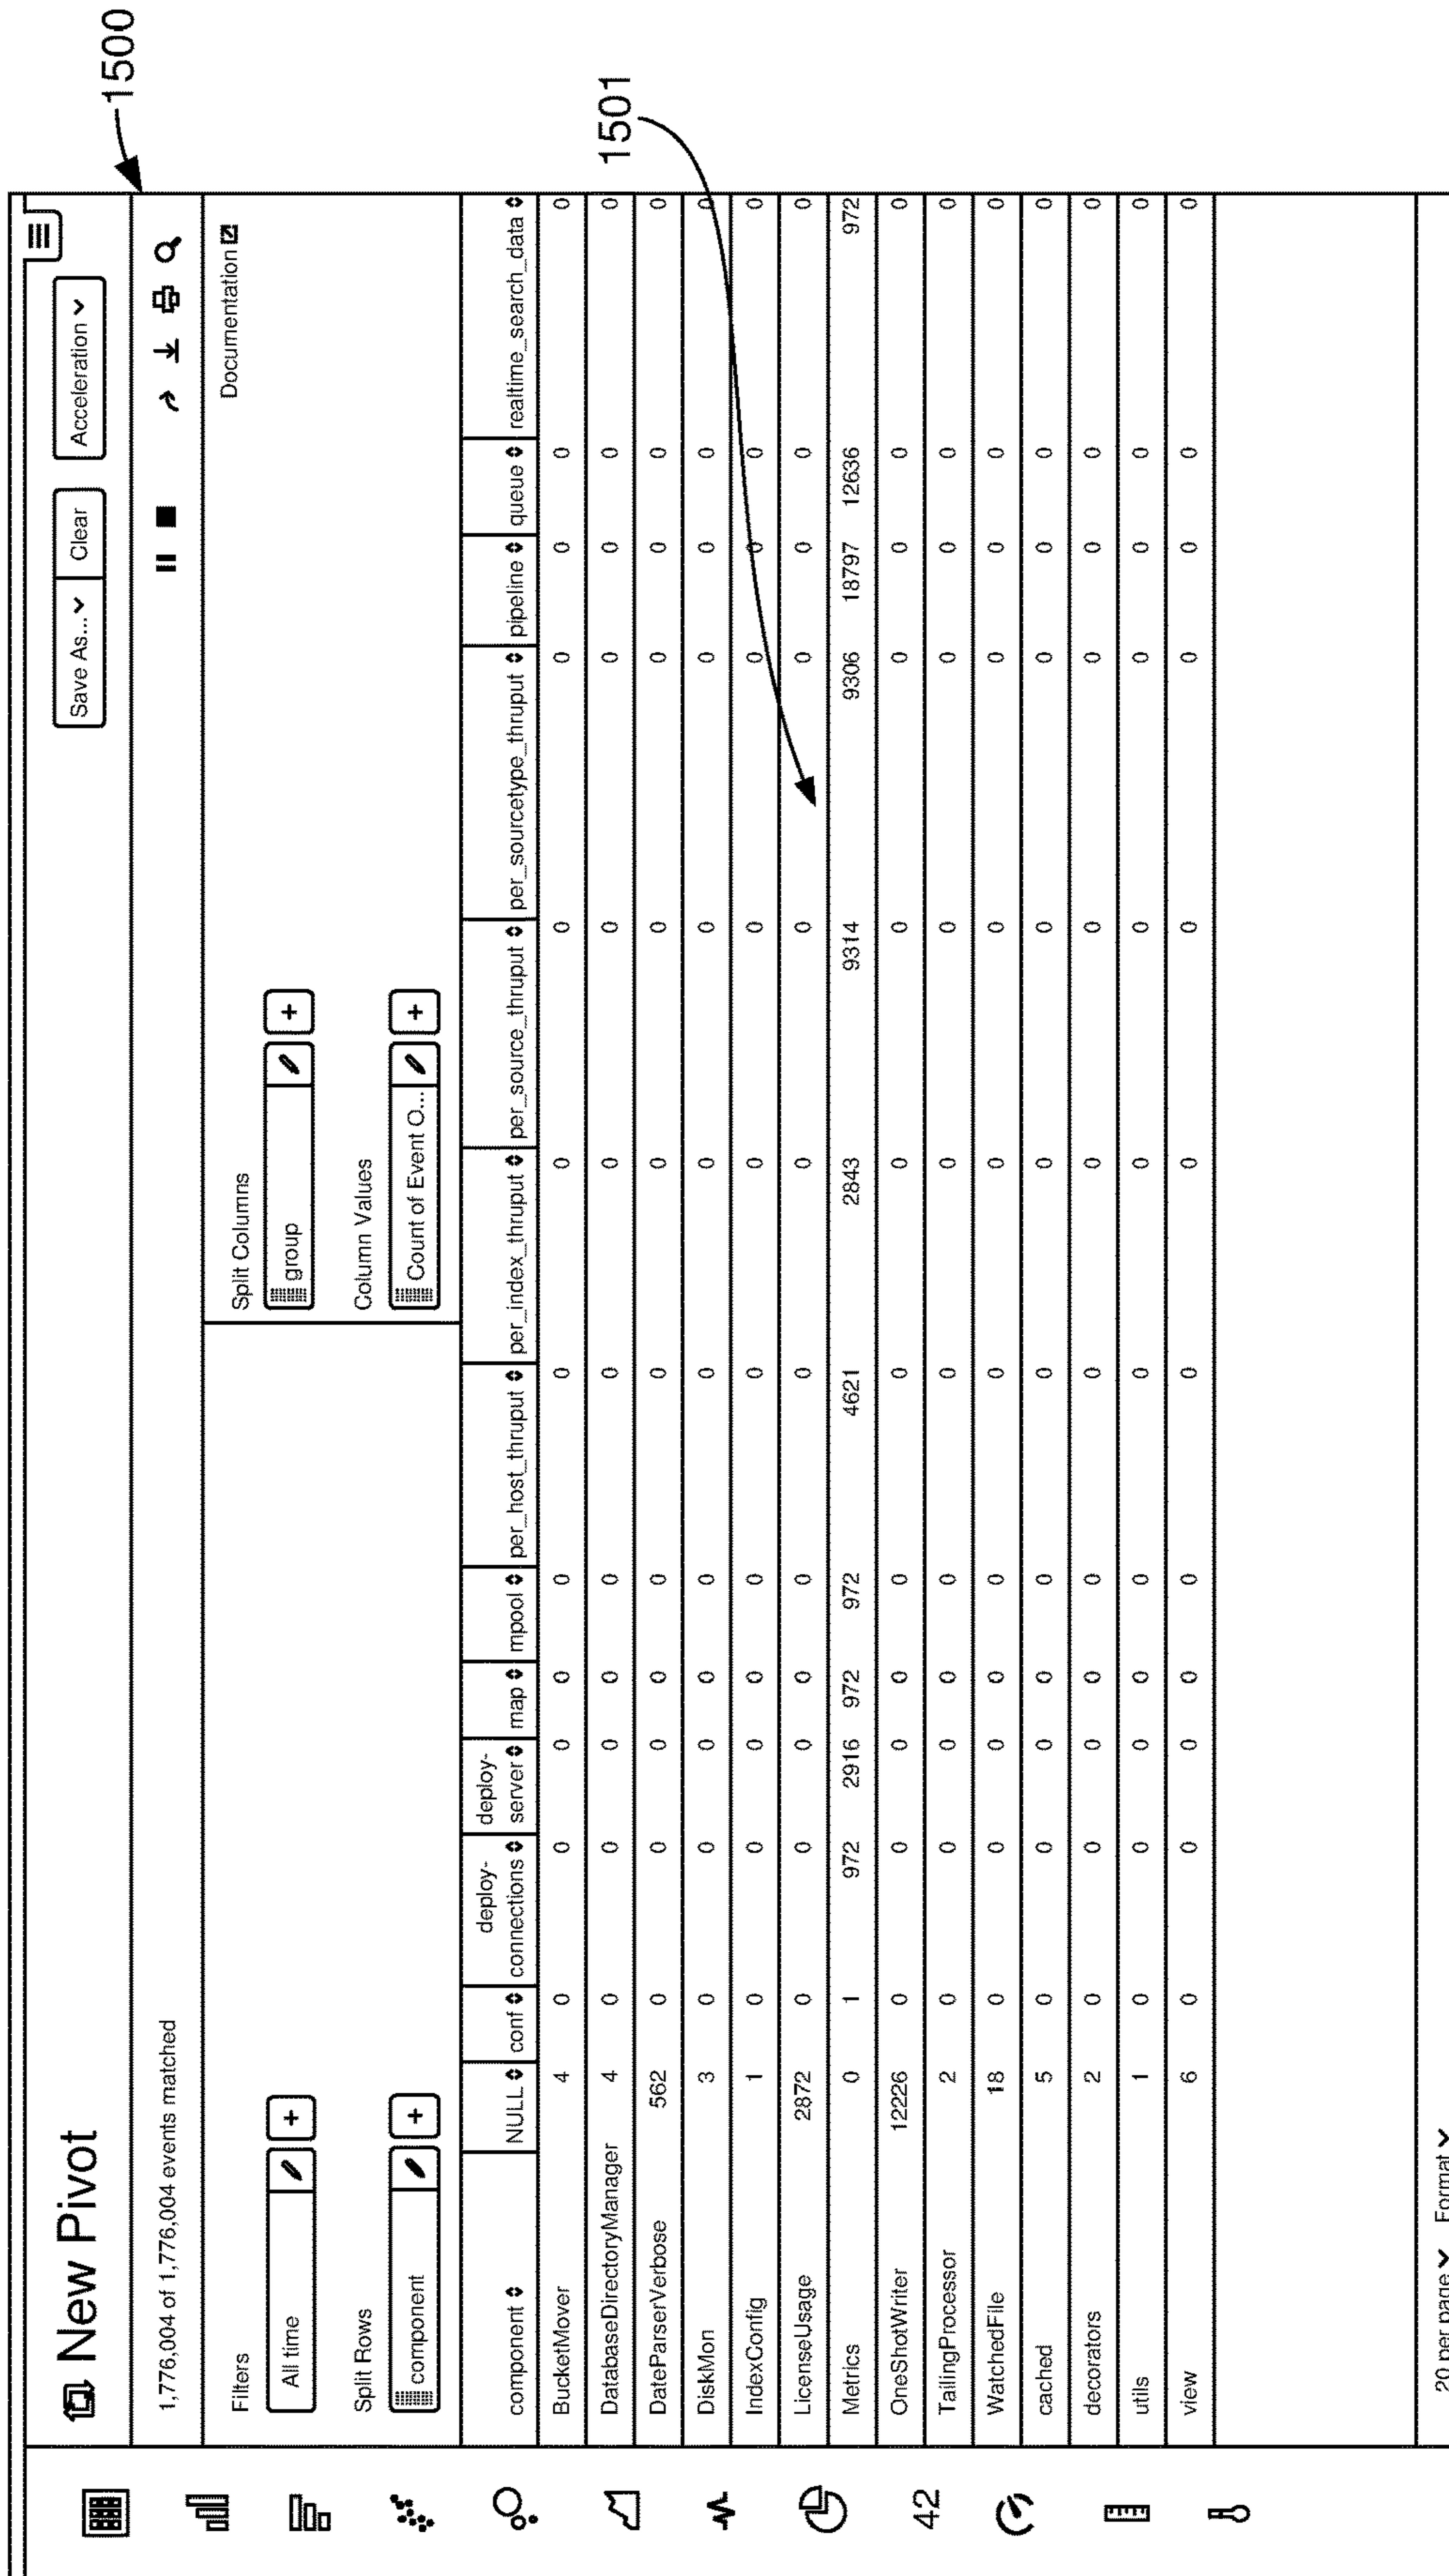 New Pivot
Save As... Clear Acceleration
1500
1,776,004 of 1,776,004 events matched
Filters
All time +
Split Columns
group +
Documentation
Split Rows
component +
Column Values
Count of Event O... +
1501
component NULL conf deploy-connections deploy-server map mpool per_host_thruput per_index_thruput per_source_thruput per_sourcetype_thruput pipeline queue realtime_search_data
BucketMover 4 0 0 0 0 0 0 0 0 0 0 0 0
DatabaseDirectoryManager 4 0 0 0 0 0 0 0 0 0 0 0 0
DateParserVerbose 562 0 0 0 0 0 0 0 0 0 0 0 0
DiskMon 3 0 0 0 0 0 0 0 0 0 0 0 0
IndexConfig 1 0 0 0 0 0 0 0 0 0 0 0 0
LicenseUsage 2872 0 0 0 0 0 0 0 0 0 0 0 0
Metrics 0 1 972 2916 972 972 4621 2843 9314 9306 18797 12636 972
OneShotWriter 12226 0 0 0 0 0 0 0 0 0 0 0 0
TailingProcessor 2 0 0 0 0 0 0 0 0 0 0 0 0
WatchedFile 18 0 0 0 0 0 0 0 0 0 0 0 0
cached 5 0 0 0 0 0 0 0 0 0 0 0 0
decorators 2 0 0 0 0 0 0 0 0 0 0 0 0
utils 1 0 0 0 0 0 0 0 0 0 0 0 0
view 6 0 0 0 0 0 0 0 0 0 0 0 0
42
20 per page Format